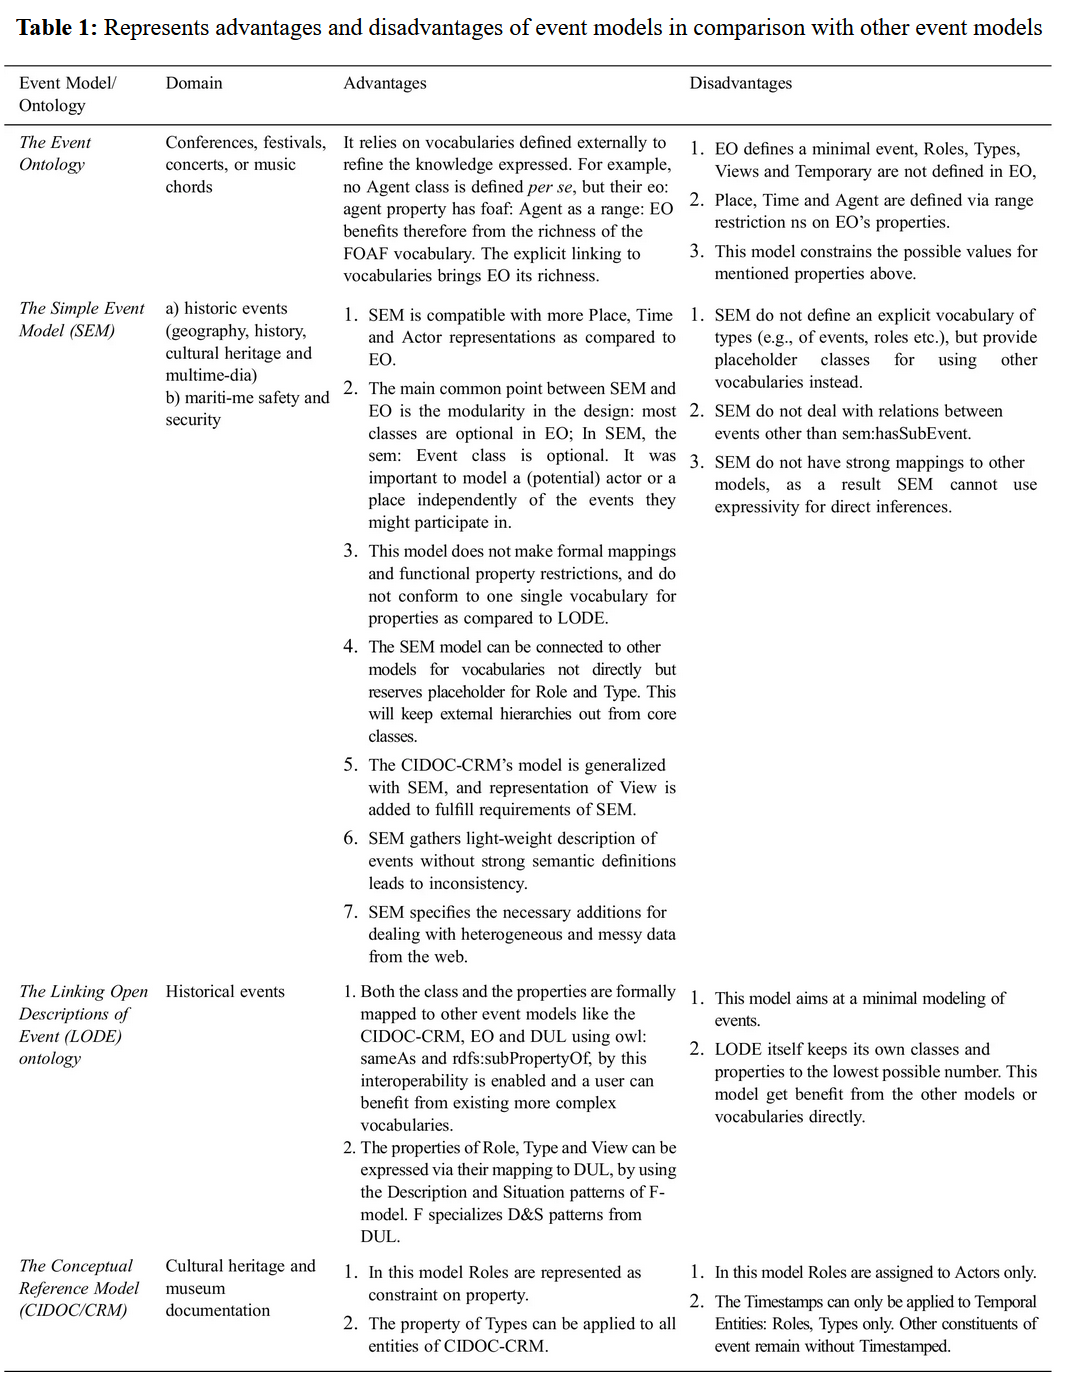 Table 1: Represents advantages and disadvantages of event models in comparison with other event models
Event Model/
Ontology
Domain
Advantages
Disadvantages
The Event
Ontology
Conferences, festivals,
concerts, or music
chords
It relies on vocabularies defined externally to
refine the knowledge expressed. For example,
no Agent class is defined per se, but their eo:
agent property has foaf: Agent as a range: EO
benefits therefore from the richness of the
FOAF vocabulary. The explicit linking to
vocabularies brings EO its richness.
1. EO defines a minimal event, Roles, Types,
Views and Temporary are not defined in EO,
2. Place, Time and Agent are defined via range
restriction ns on EO's properties.
3. This model constrains the possible values for
mentioned properties above.
The Simple Event
Model (SEM)
a) historic events
(geography, history,
cultural heritage and
multime-dia)
b) mariti-me safety and
security
1. SEM is compatible with more Place, Time
and Actor representations as compared to
EO.
2. The main common point between SEM and
EO is the modularity in the design: most
classes are optional in EO; In SEM, the
sem: Event class is optional. It was
important to model a (potential) actor or a
place independently of the events they
might participate in.
3. This model does not make formal mappings
and functional property restrictions, and do
not conform to one single vocabulary for
properties as compared to LODE.
4. The SEM model can be connected to other
models for vocabularies not directly but
reserves placeholder for Role and Type. This
will keep external hierarchies out from core
classes.
5. The CIDOC-CRM's model is generalized
with SEM, and representation of View is
added to fulfill requirements of SEM.
6. SEM gathers light-weight description of
events without strong semantic definitions
leads to inconsistency.
7. SEM specifies the necessary additions for
dealing with heterogeneous and messy data
from the web.
1. SEM do not define an explicit vocabulary of
types (e.g., of events, roles etc.), but provide
placeholder classes for using other
vocabularies instead.
2. SEM do not deal with relations between
events other than sem:hasSubEvent.
3. SEM do not have strong mappings to other
models, as a result SEM cannot use
expressivity for direct inferences.
The Linking Open
Descriptions of
Event (LODE)
ontology
Historical events
1. Both the class and the properties are formally
mapped to other event models like the
CIDOC-CRM, EO and DUL using owl:
sameAs and rdfs:subPropertyOf, by this
interoperability is enabled and a user can
benefit from existing more complex
vocabularies.
2. The properties of Role, Type and View can be
expressed via their mapping to DUL, by using
the Description and Situation patterns of F-
model. F specializes D&S patterns from
DUL.
1. This model aims at a minimal modeling of
events.
2. LODE itself keeps its own classes and
properties to the lowest possible number. This
model get benefit from the other models or
vocabularies directly.
The Conceptual
Reference Model
(CIDOC/CRM)
Cultural heritage and
museum
documentation
1. In this model Roles are represented as
constraint on property.
2. The property of Types can be applied to all
entities of CIDOC-CRM.
1. In this model Roles are assigned to Actors only.
2. The Timestamps can only be applied to Temporal
Entities: Roles, Types only. Other constituents of
event remain without Timestamped.